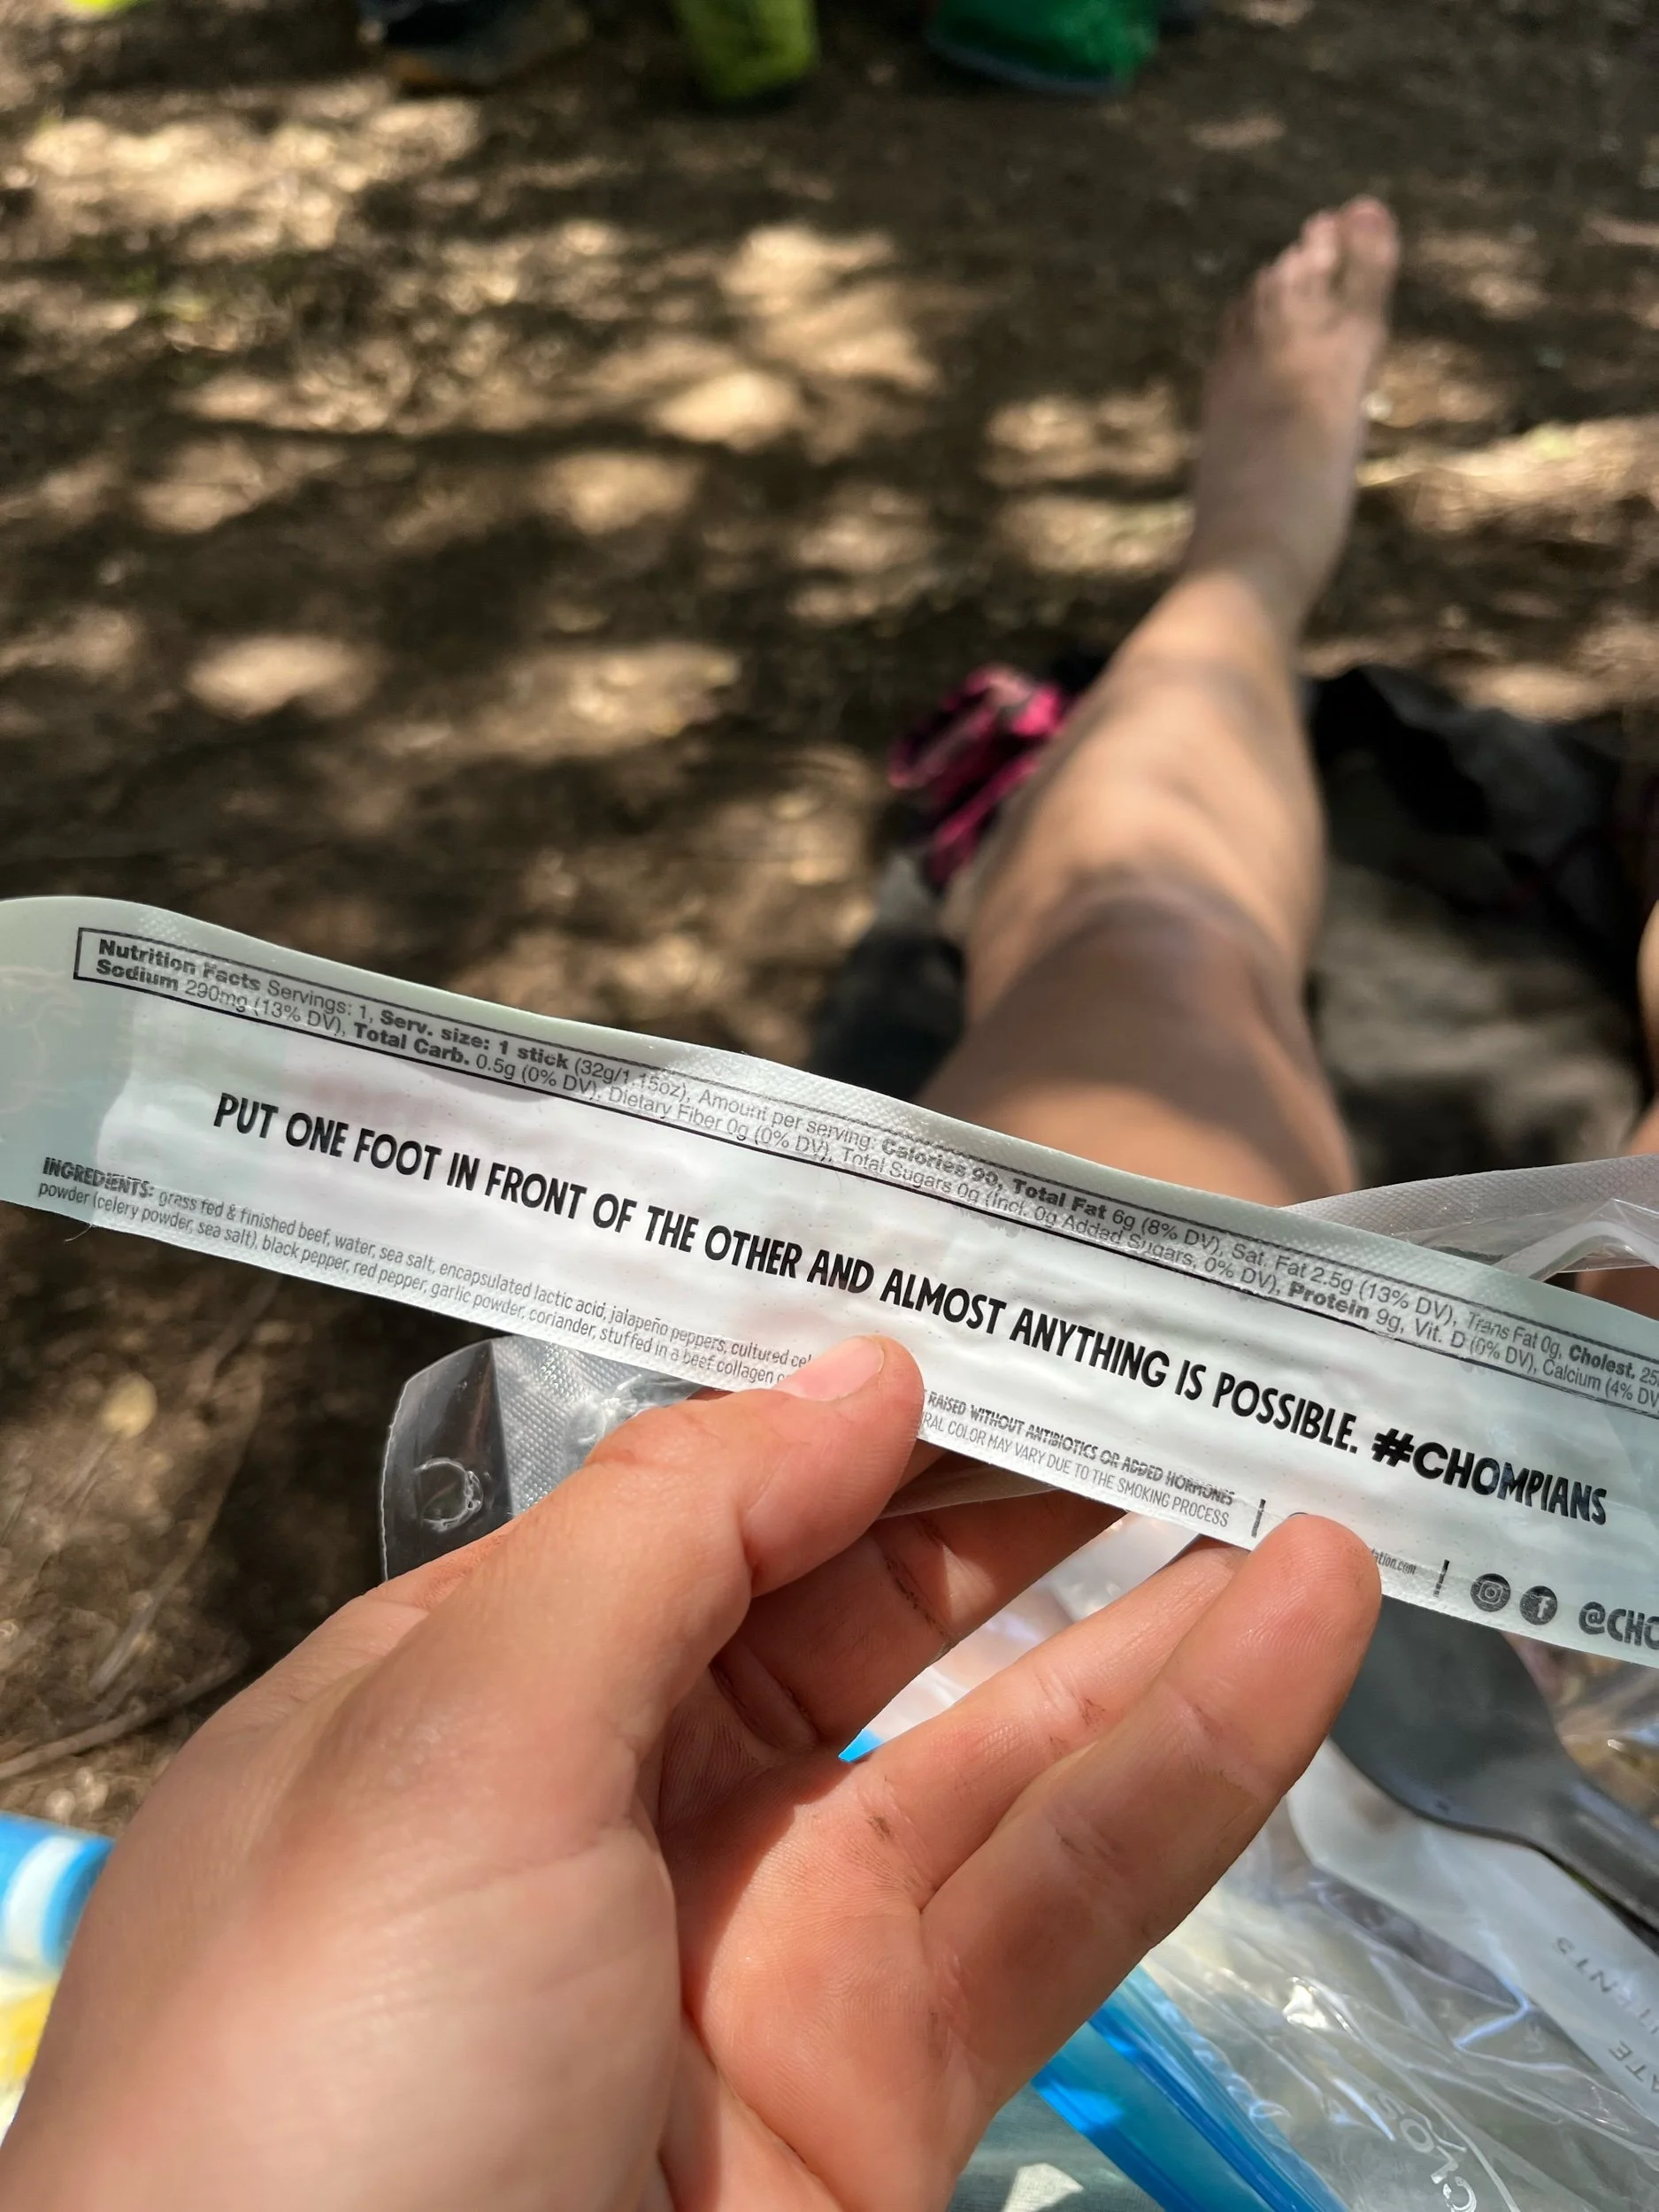 Nutrition Facts Servings: 1, Serv. size: 1 stick (32g/1.15oz), Amount per serving: Calories 90, Total Fat 6g (8% DV), Sat. Fat 2.5g (13% DV), Trans Fat 0g, Cholest. 25
Sodium 290mg (13% DV), Total Carb. 0.5g (0% DV), Dietary Fiber 0g (0% DV), Total Sugars 0g (Incl. 0g Added Sugars, 0% DV), Protein 9g, Vit. D (0% DV), Calcium (4% DV
PUT ONE FOOT IN FRONT OF THE OTHER AND ALMOST ANYTHING IS POSSIBLE. #CHOMPIANS
INGREDIENTS: grass fed & finished beef, water, sea salt, encapsulated lactic acid, jalapeño peppers, cultured cel
powder (celery powder, sea salt), black pepper, red pepper, garlic powder, coriander, stuffed in a beef collagen
RAISED WITHOUT ANTIBIOTICS OR ADDED HORMONES
RAL COLOR MAY VARY DUE TO THE SMOKING PROCESS
dation.com
@CHO